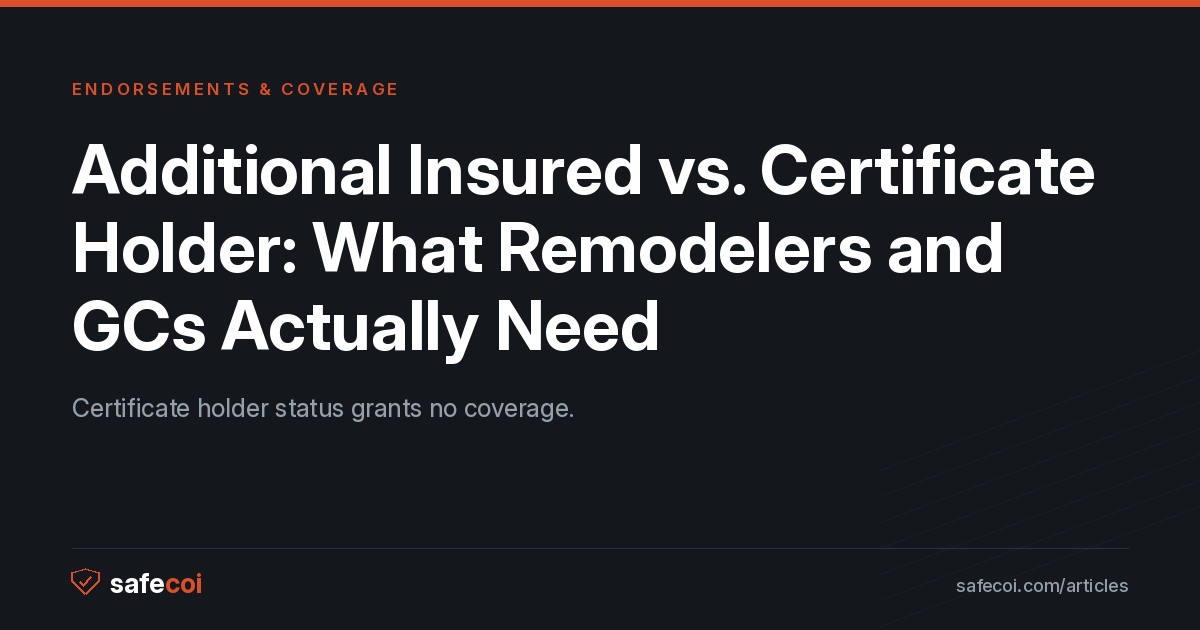 ENDORSEMENTS & COVERAGE
Additional Insured vs. Certificate
Holder: What Remodelers and
GCs Actually Need
Certificate holder status grants no coverage.
safecoi
safecoi.com/articles